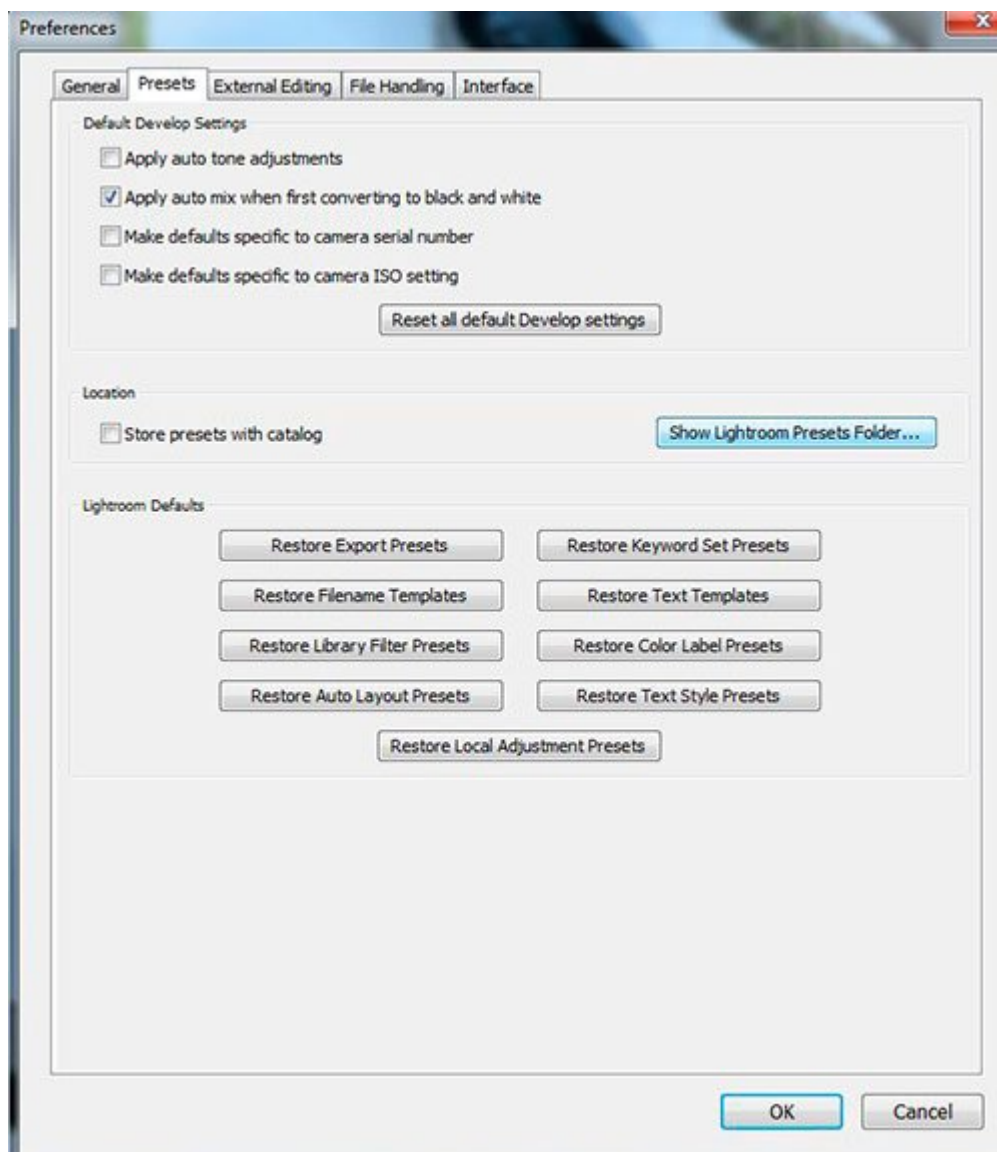 Preferences
General Presets External Editing File Handling Interface
Default Develop Settings
Apply auto tone adjustments
Apply auto mix when first converting to black and white
Make defaults specific to camera serial number
Make defaults specific to camera ISO setting
Reset all default Develop settings
Location
Store presets with catalog Show Lightroom Presets Folder...
Lightroom Defaults
Restore Export Presets Restore Keyword Set Presets
Restore Filename Templates Restore Text Templates
Restore Library Filter Presets Restore Color Label Presets
Restore Auto Layout Presets Restore Text Style Presets
Restore Local Adjustment Presets
OK Cancel